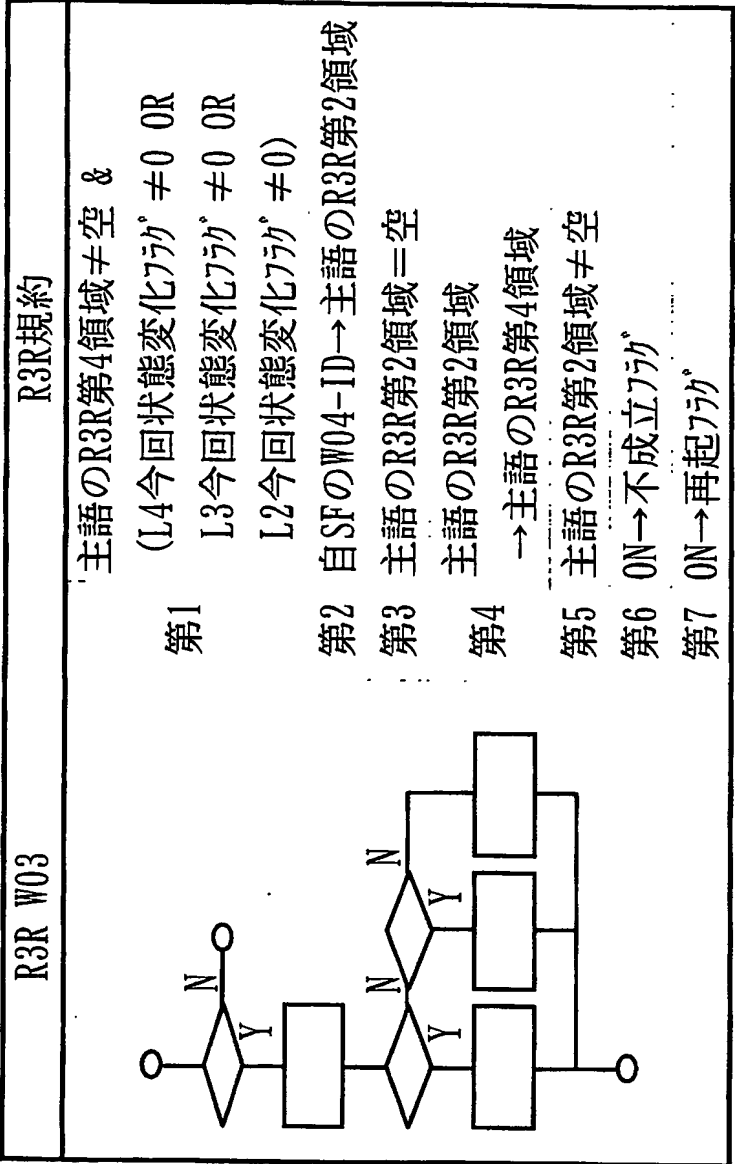 R3R W03
R3R規約
第1
主語のR3R第4領域≠空 &
(L4今回状態変化ﾌﾗｸﾞ≠0 OR
L3今回状態変化ﾌﾗｸﾞ≠0 OR
L2今回状態変化ﾌﾗｸﾞ≠0)
第2 自SFのW04-ID→主語のR3R第2領域
第3 主語のR3R第2領域=空
第4 主語のR3R第2領域
→主語のR3R第4領域
第5 主語のR3R第2領域≠空
第6 ON→不成立ﾌﾗｸﾞ
第7 ON→再起ﾌﾗｸﾞ
N
Y
N
N
Y
Y